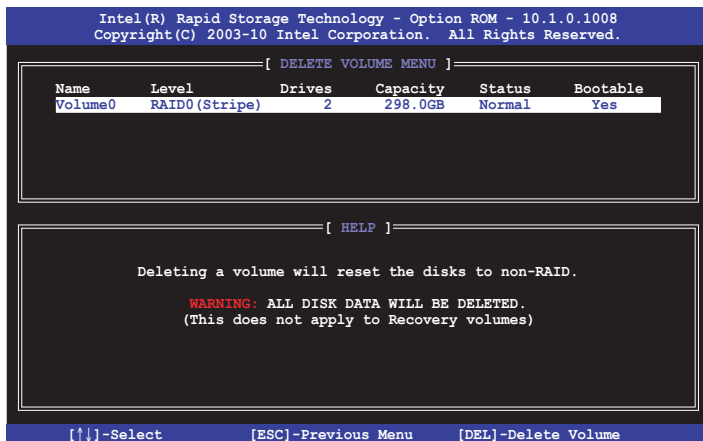 Intel(R) Rapid Storage Technology - Option ROM - 10.1.0.1008
Copyright(C) 2003-10 Intel Corporation. All Rights Reserved.
[ DELETE VOLUME MENU ]
Name Level Drives Capacity Status Bootable
Volume0 RAID0(Stripe) 2 298.0GB Normal Yes
[ HELP ]
Deleting a volume will reset the disks to non-RAID.
WARNING: ALL DISK DATA WILL BE DELETED.
(This does not apply to Recovery volumes)
[↑↓]-Select [ESC]-Previous Menu [DEL]-Delete Volume